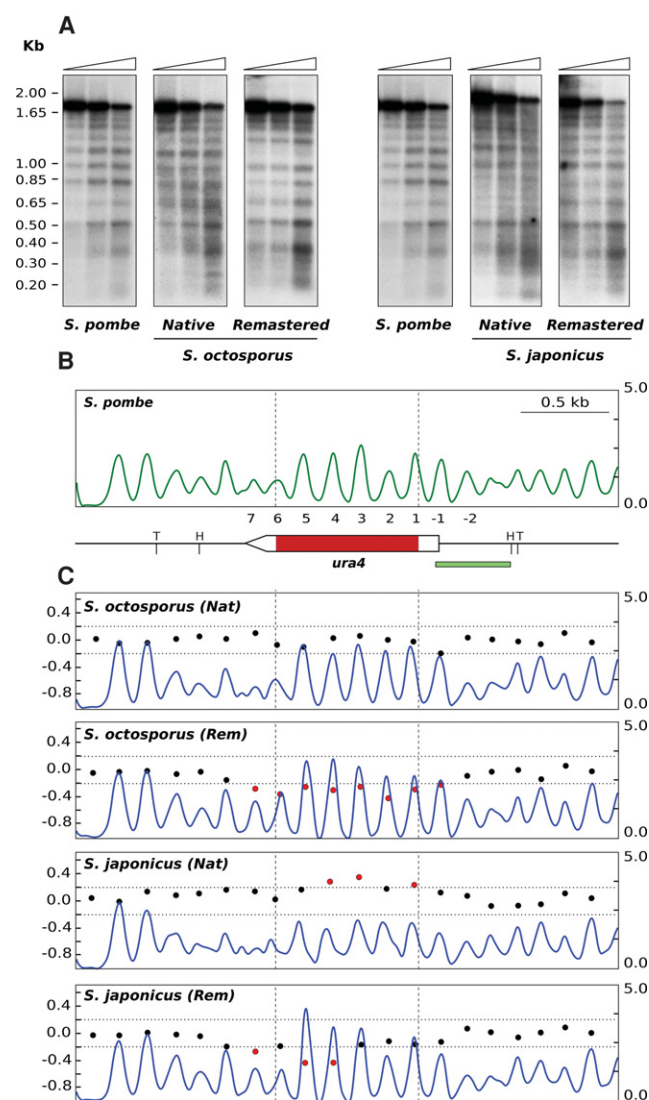 A
Kb
2.00
1.65
1.00
0.85
0.65
0.50
0.40
0.30
0.20
S. pombe
Native
Remastered
S. octosporus
S. pombe
Native
Remastered
S. japonicus
B
S. pombe
0.5 kb
5.0
0.0
7 6 5 4 3 2 1 -1 -2
T H H T
ura4
C
S. octosporus (Nat)
0.4
0.0
-0.4
-0.8
5.0
0.0
S. octosporus (Rem)
0.4
0.0
-0.4
-0.8
5.0
0.0
S. japonicus (Nat)
0.4
0.0
-0.4
-0.8
5.0
0.0
S. japonicus (Rem)
0.4
0.0
-0.4
-0.8
5.0
0.0